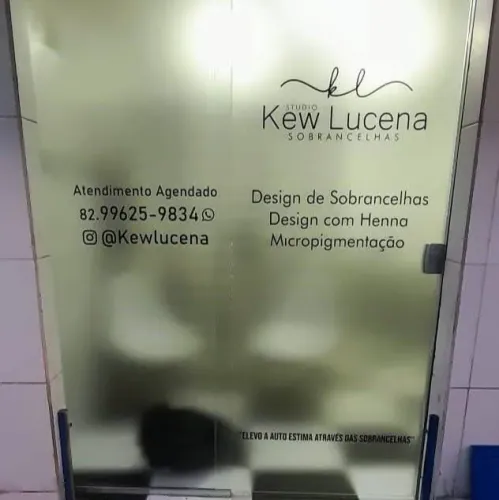 kl
STUDIO
Kew Lucena
SOBRANCELHAS
Atendimento Agendado
82.99625-9834
@Kewlucena
Design de Sobrancelhas
Design com Henna
Micropigmentação
"ELEVO A AUTO ESTIMA ATRAVÉS DAS SOBRANCELHAS"